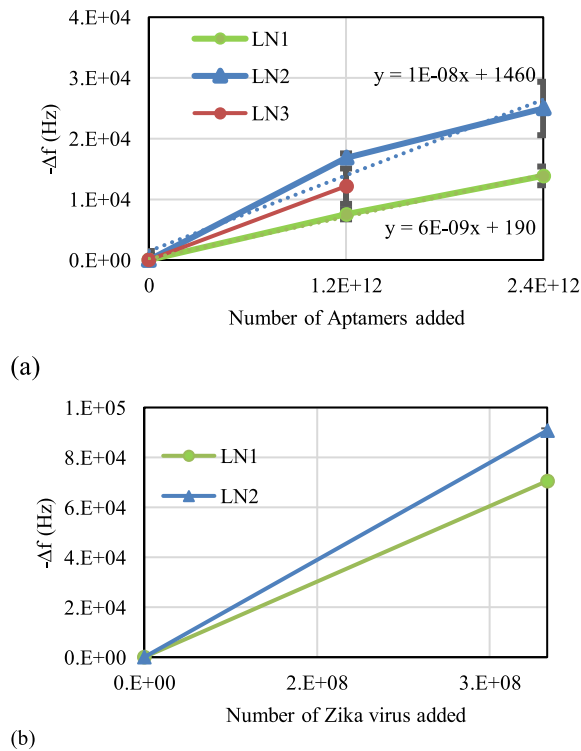 4.E+04
3.E+04
2.E+04
1.E+04
0.E+00
-Δf (Hz)
LN1
LN2
LN3
y = 1E-08x + 1460
y = 6E-09x + 190
0
1.2E+12
2.4E+12
Number of Aptamers added
(a)
1.E+05
8.E+04
6.E+04
4.E+04
2.E+04
0.E+00
-Δf (Hz)
LN1
LN2
0.E+00
2.E+08
3.E+08
Number of Zika virus added
(b)